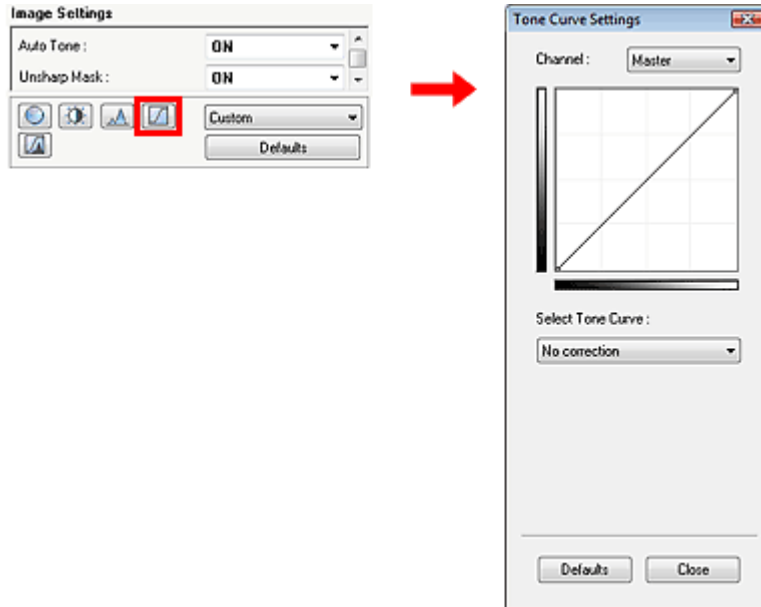 Image Settings
Auto Tone : ON
Unsharp Mask : ON
Custom
Defaults
Tone Curve Settings
Channel : Master
Select Tone Curve :
No correction
Defaults Close